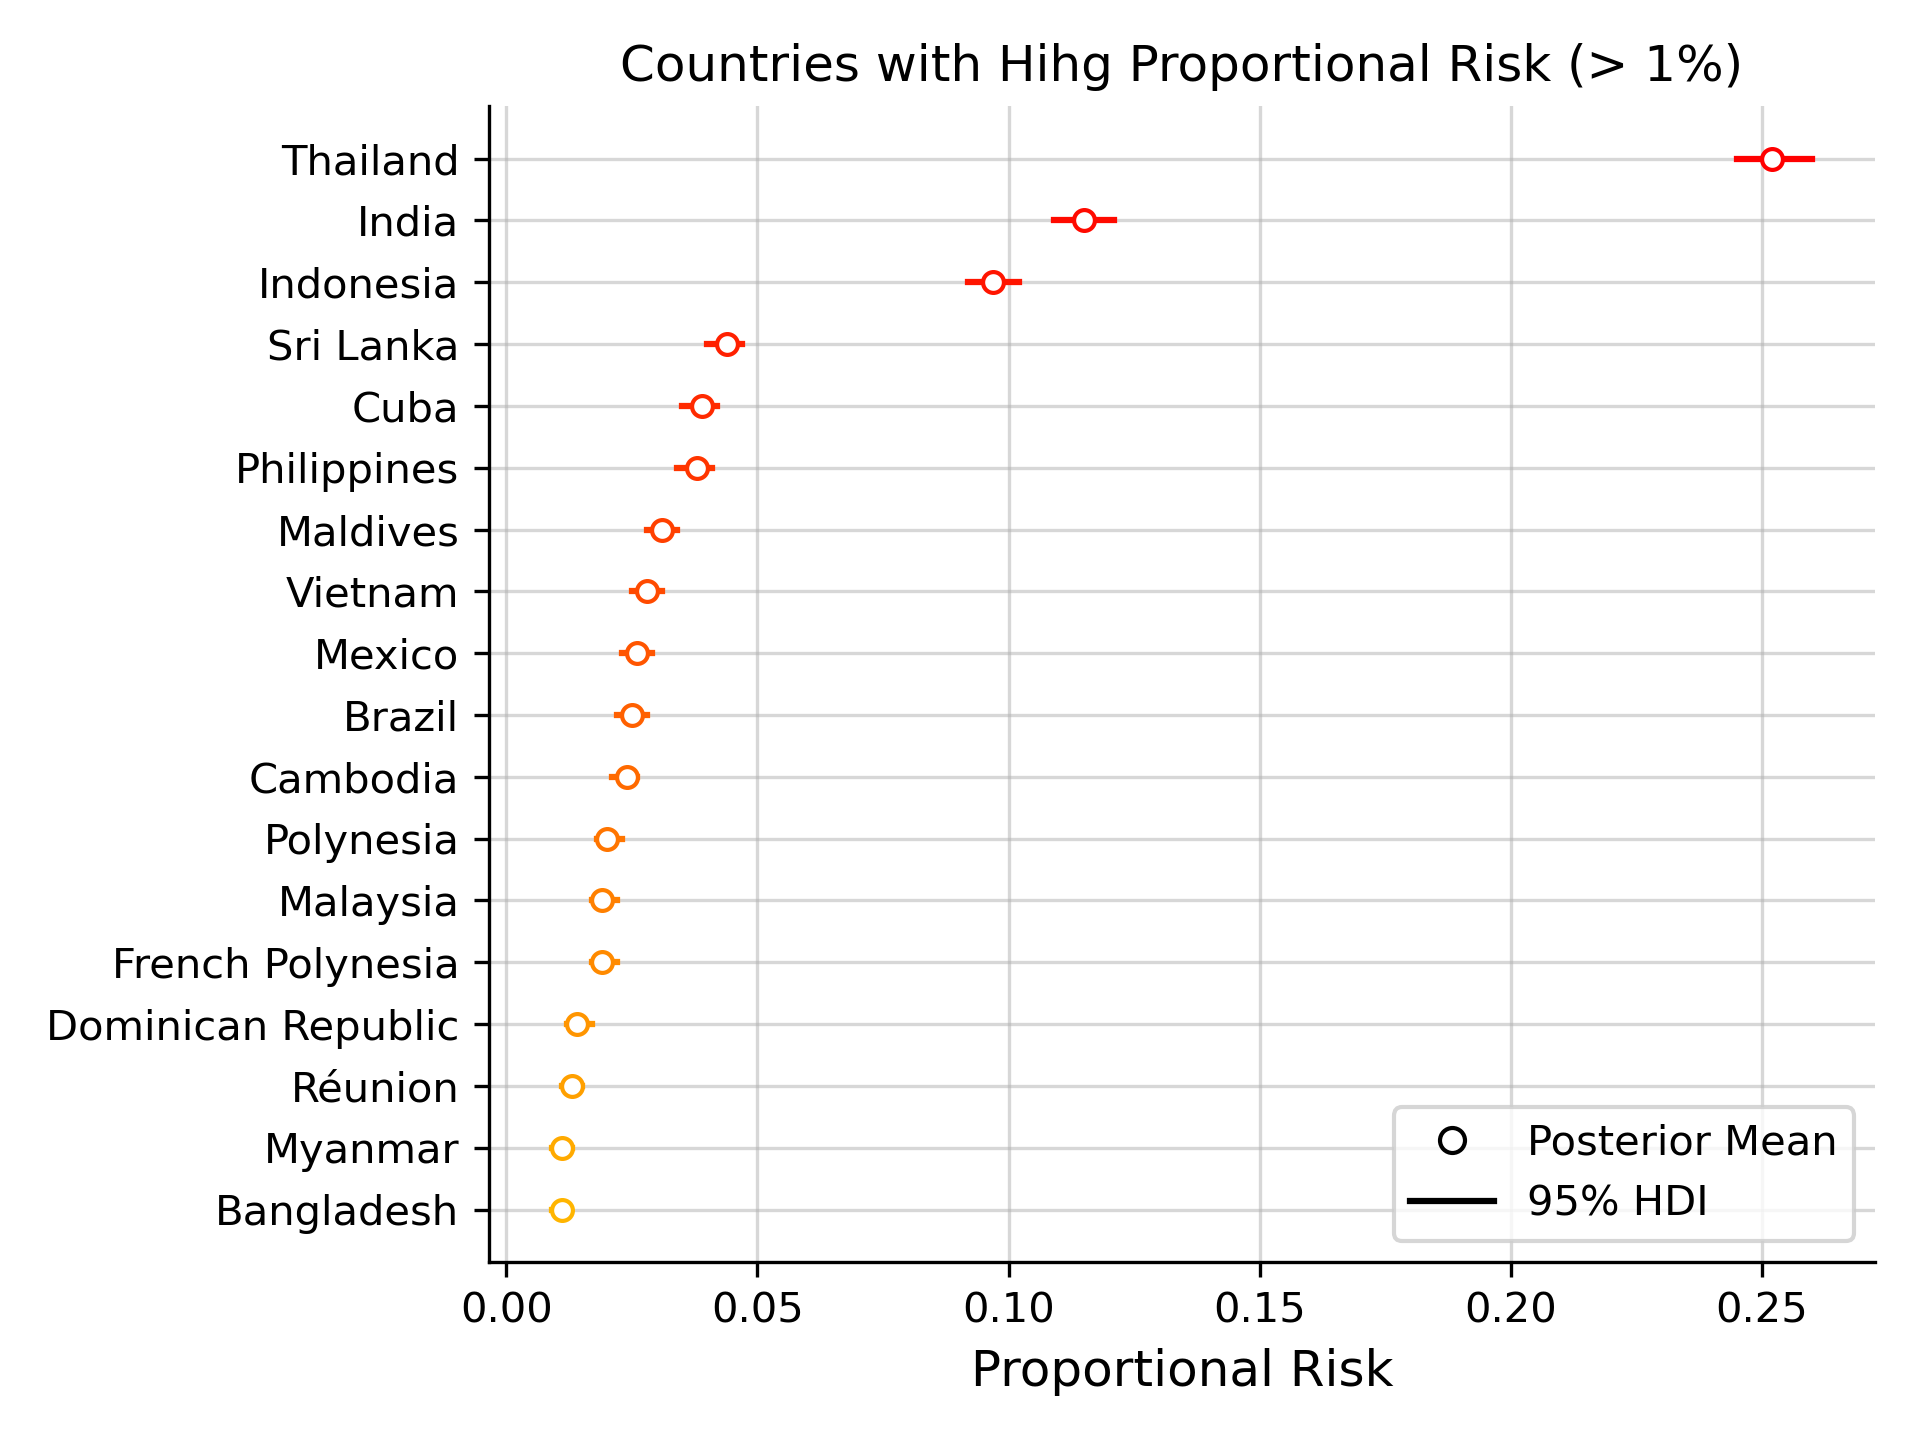 Countries with Hihg Proportional Risk (> 1%)
Thailand
India
Indonesia
Sri Lanka
Cuba
Philippines
Maldives
Vietnam
Mexico
Brazil
Cambodia
Polynesia
Malaysia
French Polynesia
Dominican Republic
Réunion
Myanmar
Bangladesh
Posterior Mean
95% HDI
0.00 0.05 0.10 0.15 0.20 0.25
Proportional Risk